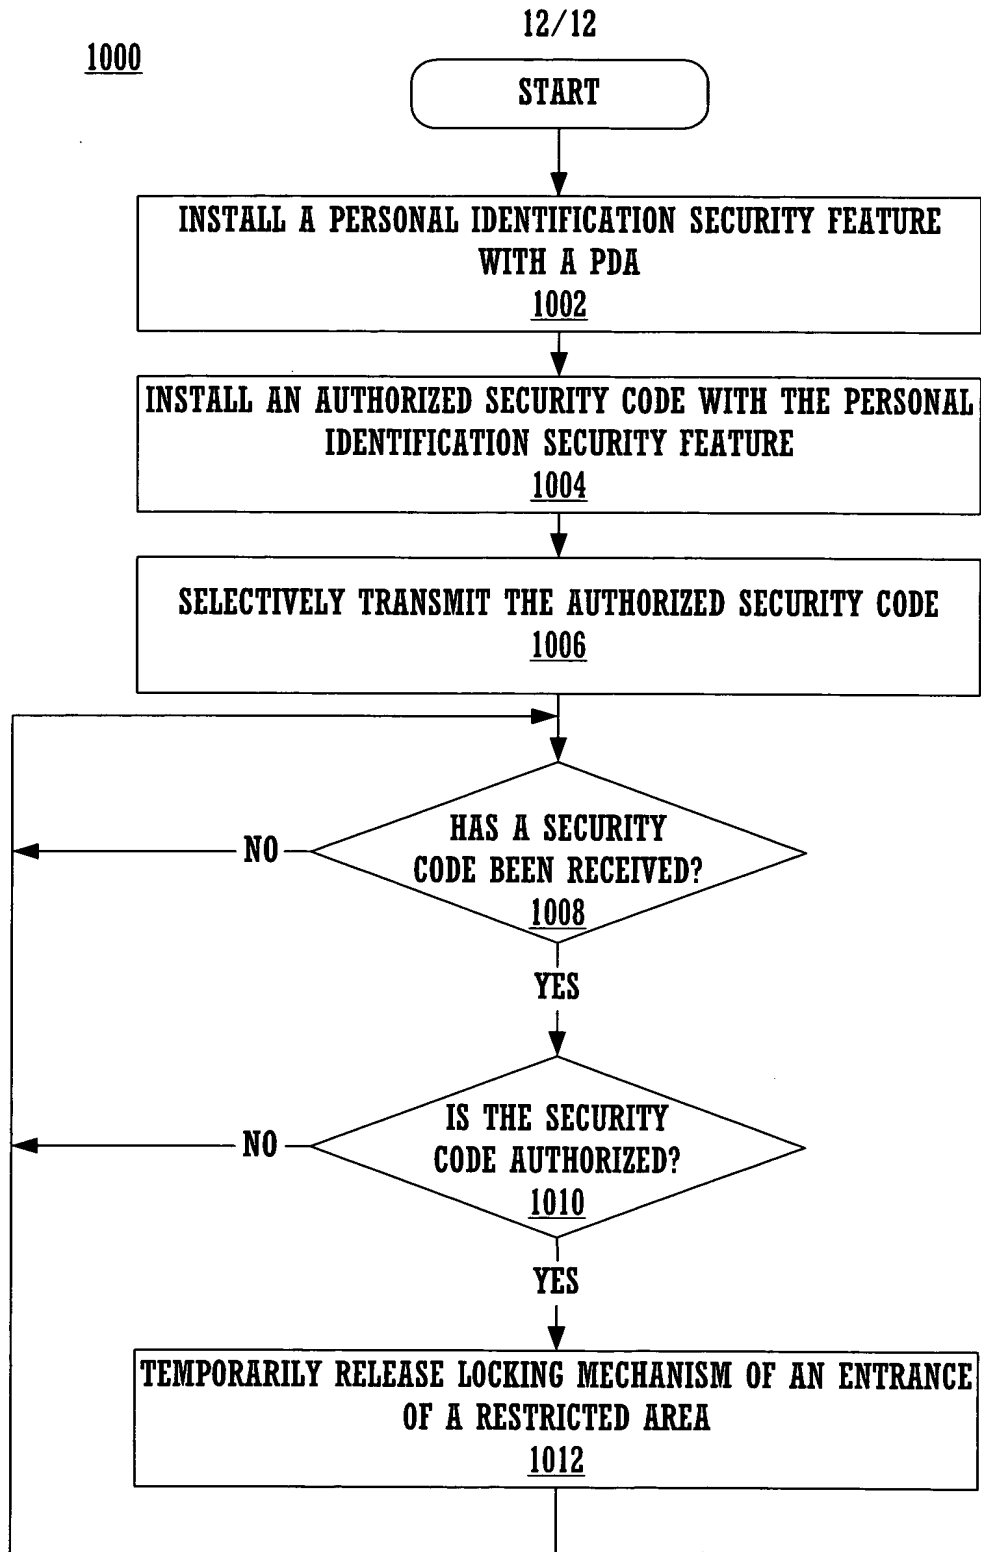 12/12
1000
START
INSTALL A PERSONAL IDENTIFICATION SECURITY FEATURE
WITH A PDA
1002
INSTALL AN AUTHORIZED SECURITY CODE WITH THE PERSONAL
IDENTIFICATION SECURITY FEATURE
1004
SELECTIVELY TRANSMIT THE AUTHORIZED SECURITY CODE
1006
HAS A SECURITY
CODE BEEN RECEIVED?
1008
NO
YES
IS THE SECURITY
CODE AUTHORIZED?
1010
NO
YES
TEMPORARILY RELEASE LOCKING MECHANISM OF AN ENTRANCE
OF A RESTRICTED AREA
1012